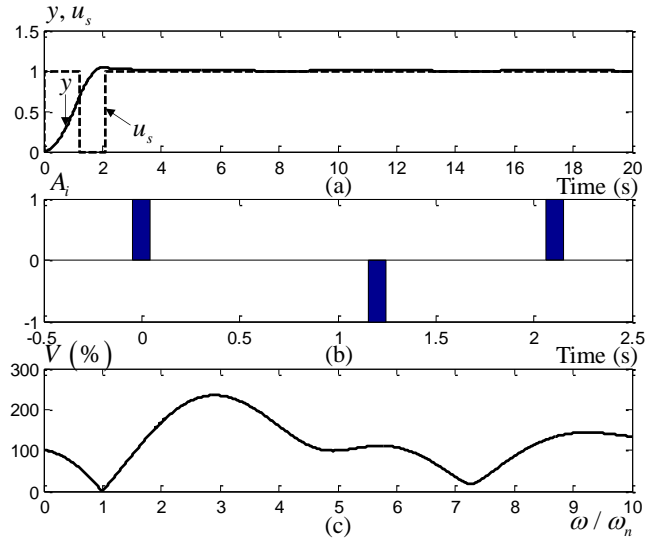 y, u_s
1.5
1
0.5
0
y
u_s
0 2 4 6 8 10 12 14 16 18 20
A_i (a) Time (s)
1
0
-1
-0.5 0 0.5 1 1.5 2 2.5
V (%) (b) Time (s)
300
200
100
0
0 1 2 3 4 5 6 7 8 9 10
(c) ω / ω_n